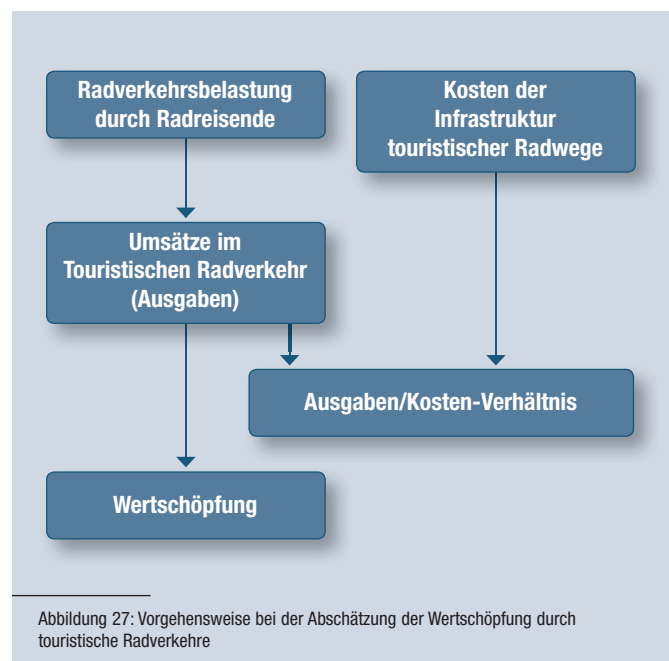 Radverkehrsbelastung
durch Radreisende
Kosten der
Infrastruktur
touristischer Radwege
Umsätze im
Touristischen Radverkehr
(Ausgaben)
Ausgaben/Kosten-Verhältnis
Wertschöpfung
Abbildung 27: Vorgehensweise bei der Abschätzung der Wertschöpfung durch
touristische Radverkehre